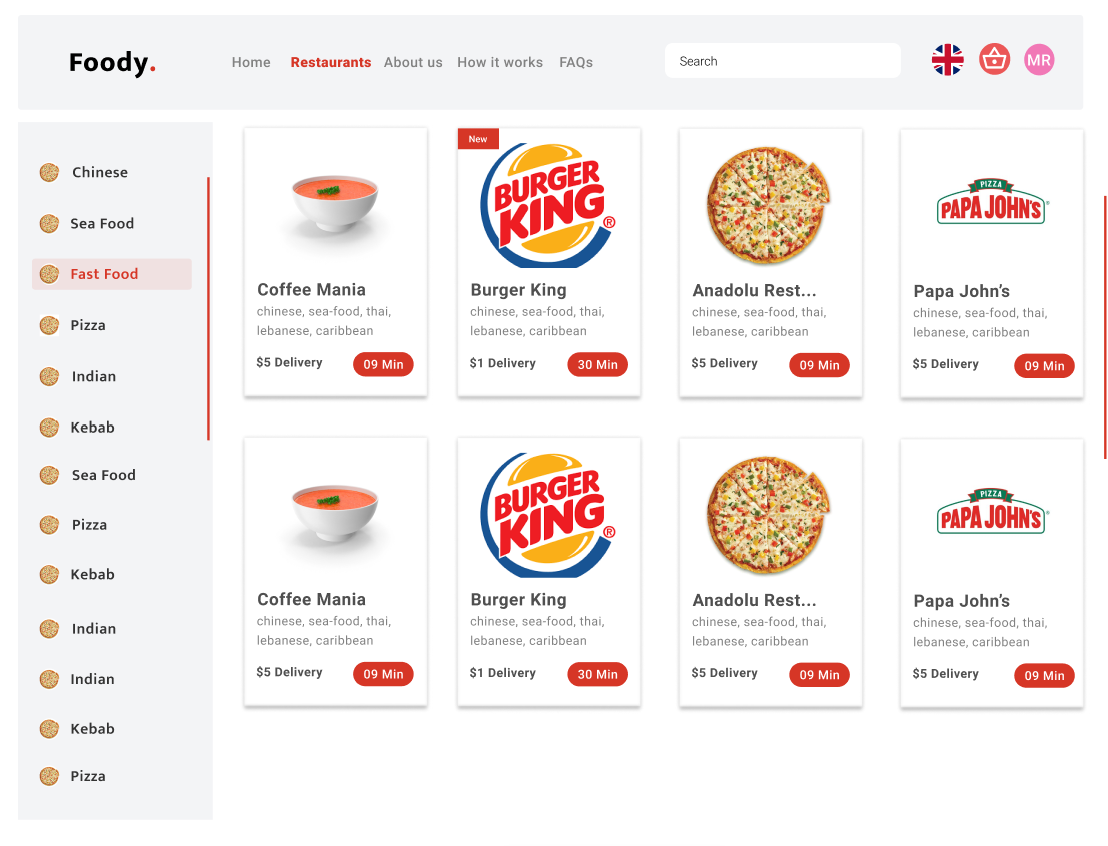 Foody.
Home Restaurants About us How it works FAQs
Search
MR
Chinese
Sea Food
Fast Food
Pizza
Indian
Kebab
Sea Food
Pizza
Kebab
Indian
Indian
Kebab
Pizza
Coffee Mania
chinese, sea-food, thai,
lebanese, caribbean
$5 Delivery 09 Min
New
BURGER
KING®
Burger King
chinese, sea-food, thai,
lebanese, caribbean
$1 Delivery 30 Min
Anadolu Rest...
chinese, sea-food, thai,
lebanese, caribbean
$5 Delivery 09 Min
PIZZA
PAPA JOHN'S®
Papa John’s
chinese, sea-food, thai,
lebanese, caribbean
$5 Delivery 09 Min
Coffee Mania
chinese, sea-food, thai,
lebanese, caribbean
$5 Delivery 09 Min
BURGER
KING®
Burger King
chinese, sea-food, thai,
lebanese, caribbean
$1 Delivery 30 Min
Anadolu Rest...
chinese, sea-food, thai,
lebanese, caribbean
$5 Delivery 09 Min
PIZZA
PAPA JOHN'S®
Papa John’s
chinese, sea-food, thai,
lebanese, caribbean
$5 Delivery 09 Min